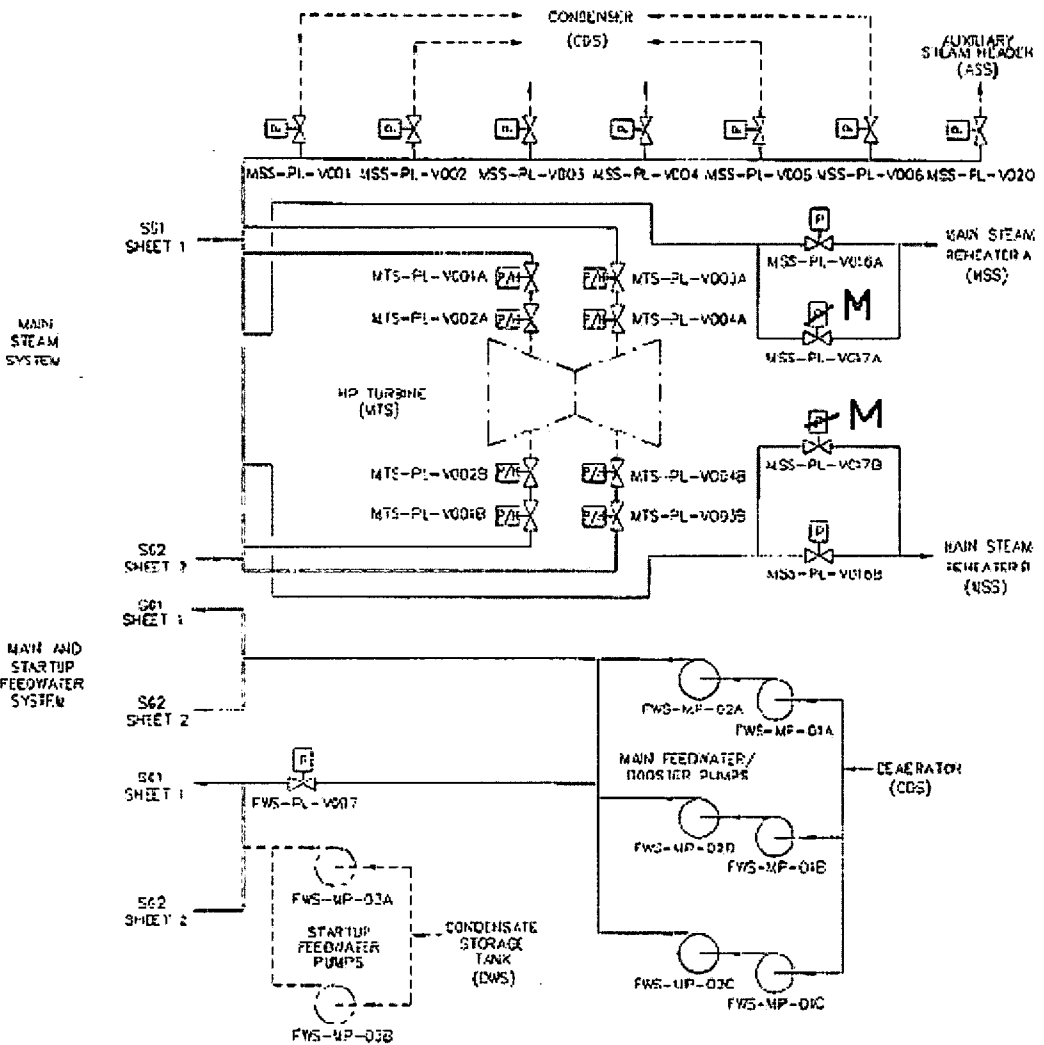 CONDENSER
(CDS)
AUXILIARY
STEAM HEADER
(ASS)
P
P
P
P
P
P
P
MSS-PL-V001
MSS-PL-V002
MSS-PL-V003
MSS-PL-V004
MSS-PL-V005
MSS-PL-V006
MSS-PL-V020
SG1
SHEET 1
P
MAIN STEAM
REHEATER A
(MSS)
MSS-PL-V016A
MTS-PL-V001A
P/H
P/H
MTS-PL-V003A
MTS-PL-V002A
P/H
P/H
MTS-PL-V004A
P
M
MSS-PL-V017A
MAIN
STEAM
SYSTEM
HP TURBINE
(MTS)
P
M
MSS-PL-V017B
MTS-PL-V002B
P/H
P/H
MTS-PL-V004B
MTS-PL-V001B
P/H
P/H
MTS-PL-V003B
P
SG2
SHEET 2
MSS-PL-V016B
MAIN STEAM
REHEATER B
(MSS)
SG1
SHEET 1
MAIN AND
STARTUP
FEEDWATER
SYSTEM
SG2
SHEET 2
FWS-MP-02A
FWS-MP-01A
MAIN FEEDWATER/
BOOSTER PUMPS
DEAERATOR
(CDS)
SG1
SHEET 1
P
FWS-PL-V007
FWS-MP-02B
FWS-MP-01B
FWS-MP-03A
SG2
SHEET 2
STARTUP
FEEDWATER
PUMPS
CONDENSATE
STORAGE
TANK
(DWS)
FWS-MP-02C
FWS-MP-01C
FWS-MP-03B